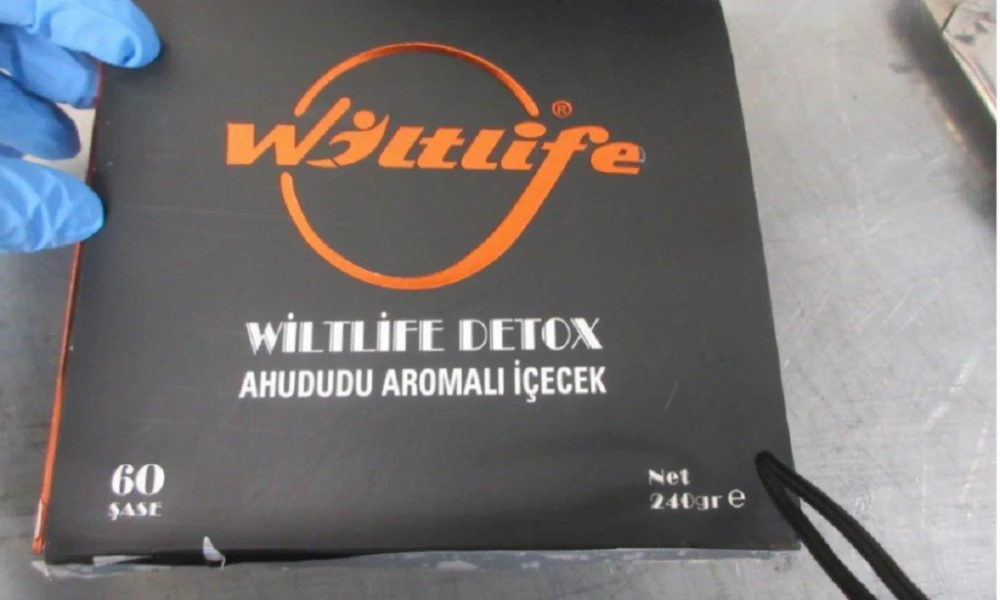 Wiltlife®
WİLTLİFE DETOX
AHUDUDU AROMALI İÇECEK
60
ŞASE
Net
240gr e